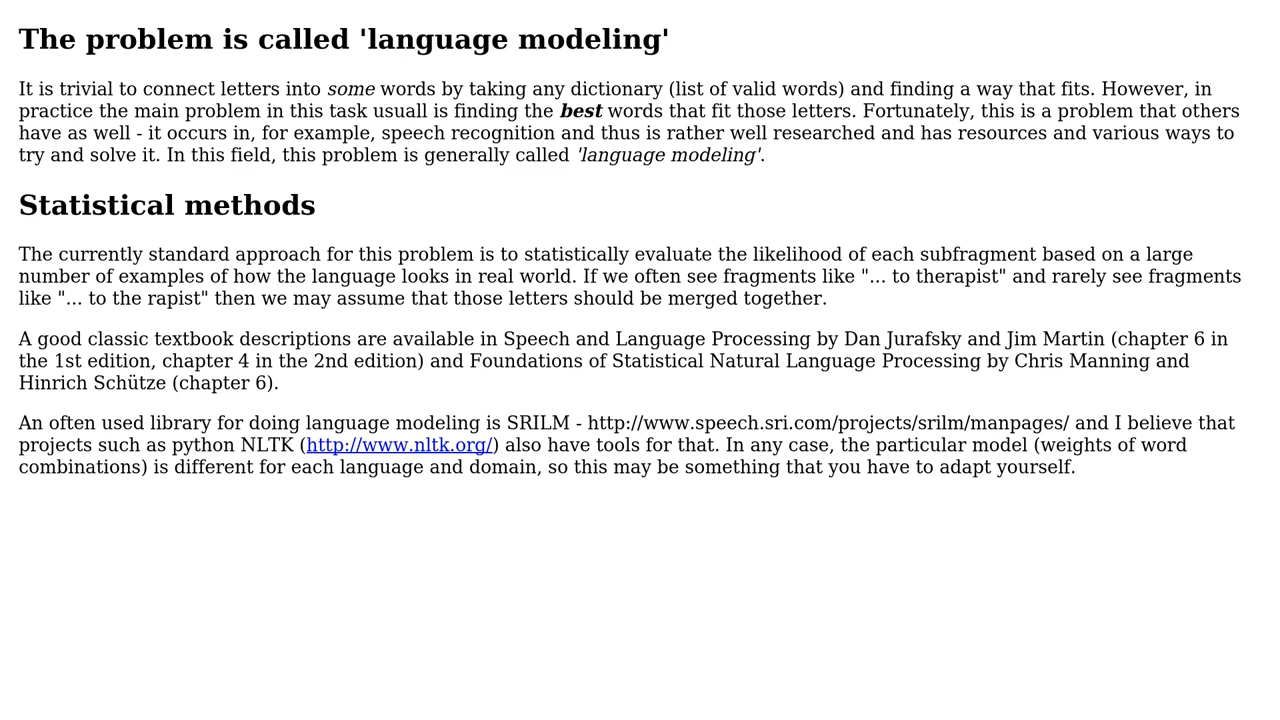 The problem is called 'language modeling'
It is trivial to connect letters into some words by taking any dictionary (list of valid words) and finding a way that fits. However, in
practice the main problem in this task usuall is finding the best words that fit those letters. Fortunately, this is a problem that others
have as well - it occurs in, for example, speech recognition and thus is rather well researched and has resources and various ways to
try and solve it. In this field, this problem is generally called 'language modeling'.
Statistical methods
The currently standard approach for this problem is to statistically evaluate the likelihood of each subfragment based on a large
number of examples of how the language looks in real world. If we often see fragments like "... to therapist" and rarely see fragments
like "... to the rapist" then we may assume that those letters should be merged together.
A good classic textbook descriptions are available in Speech and Language Processing by Dan Jurafsky and Jim Martin (chapter 6 in
the 1st edition, chapter 4 in the 2nd edition) and Foundations of Statistical Natural Language Processing by Chris Manning and
Hinrich Schütze (chapter 6).
An often used library for doing language modeling is SRILM - http://www.speech.sri.com/projects/srilm/manpages/ and I believe that
projects such as python NLTK (http://www.nltk.org/) also have tools for that. In any case, the particular model (weights of word
combinations) is different for each language and domain, so this may be something that you have to adapt yourself.